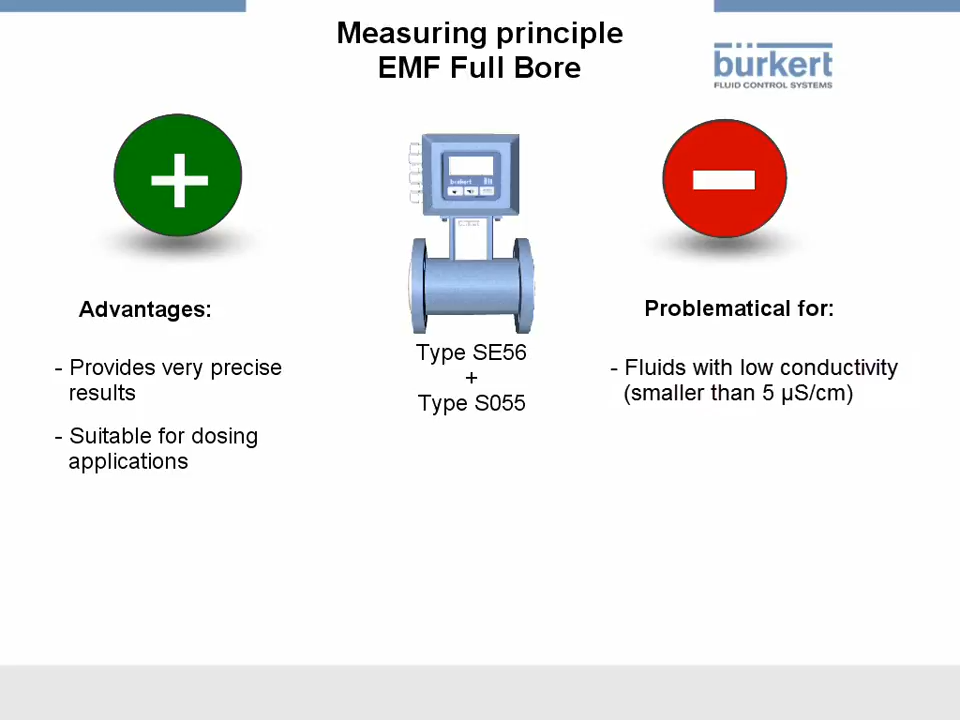 Measuring principle
EMF Full Bore
bürkert
FLUID CONTROL SYSTEMS
burkert
Advantages:
- Provides very precise
results
- Suitable for dosing
applications
Type SE56
+
Type S055
Problematical for:
- Fluids with low conductivity
(smaller than 5 µS/cm)